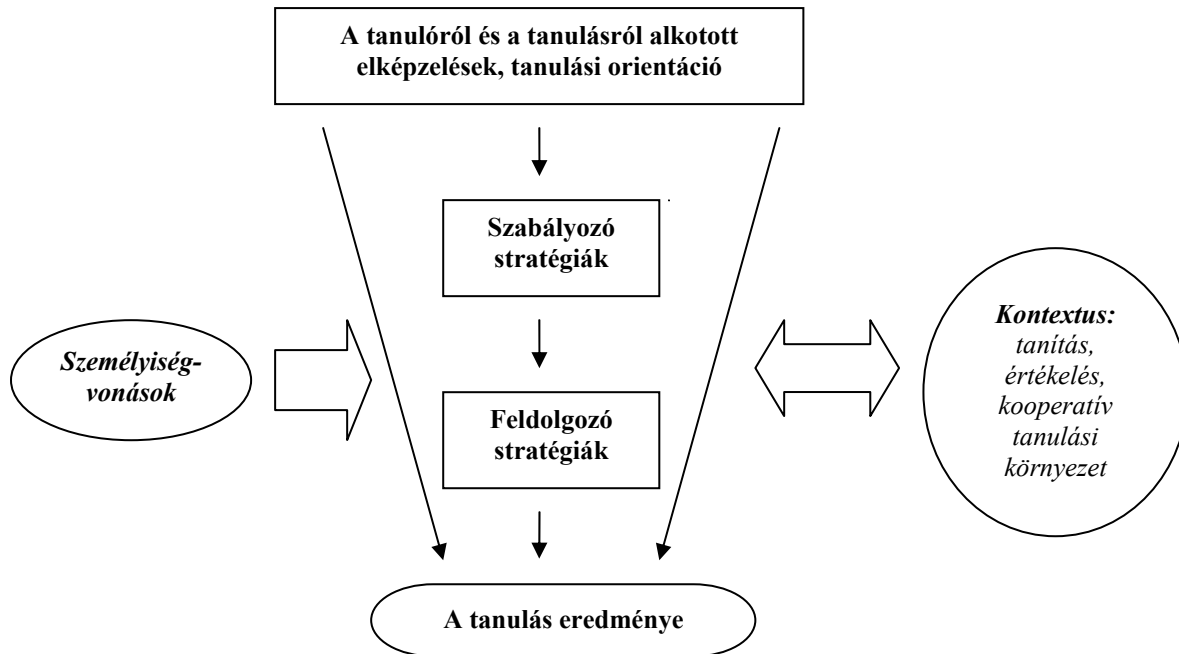 A tanulóról és a tanulásról alkotott
elképzelések, tanulási orientáció
Szabályozó
stratégiák
Személyiség-
vonások
Kontextus:
tanítás,
értékelés,
kooperatív
tanulási
környezet
Feldolgozó
stratégiák
A tanulás eredménye